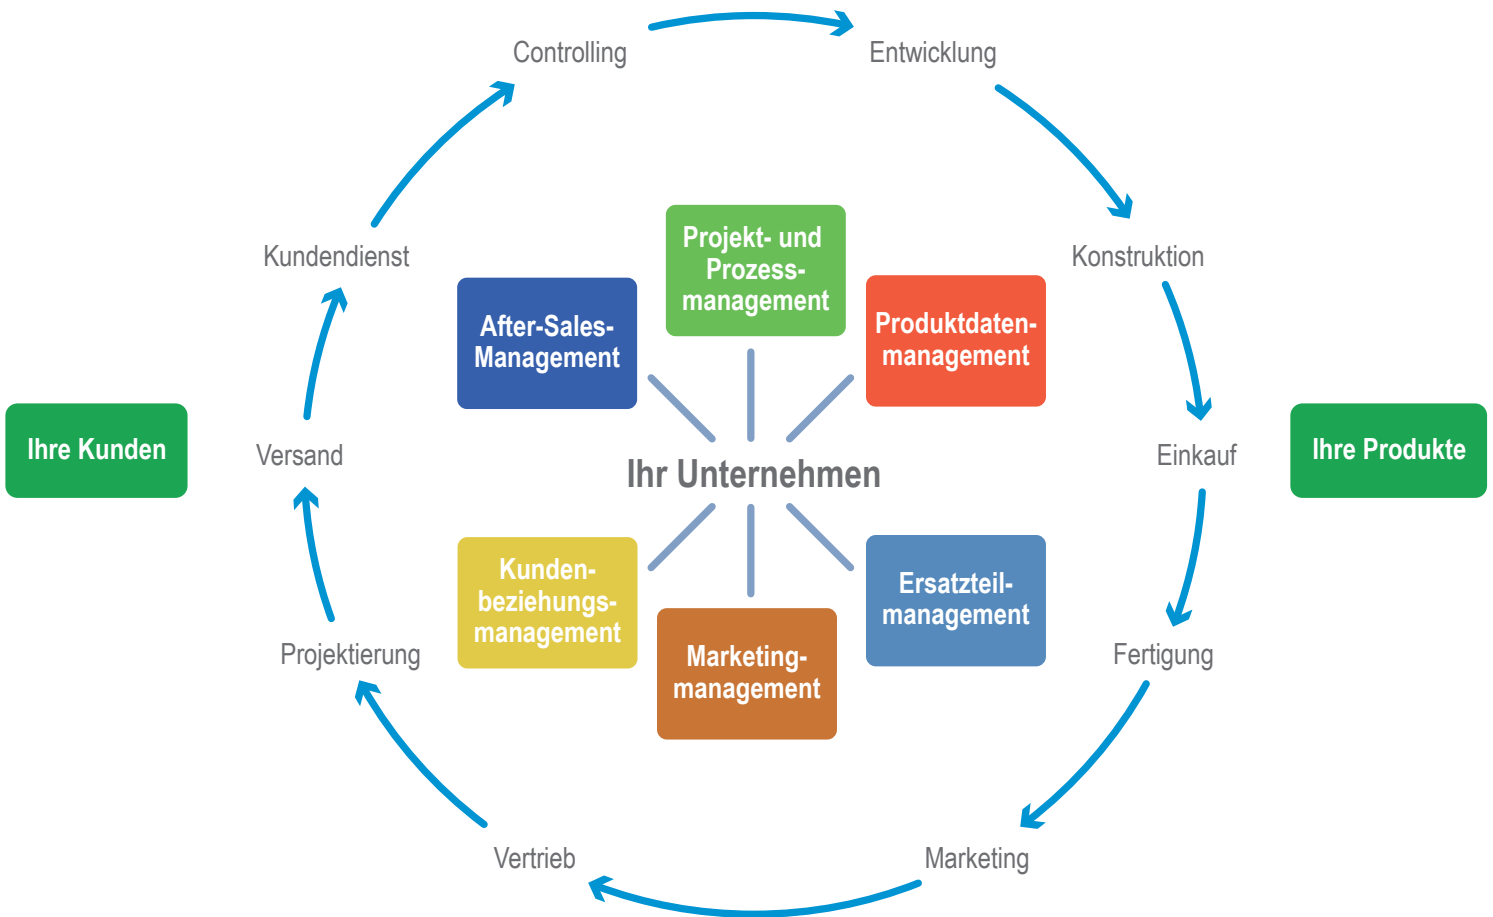 Controlling
Entwicklung
Kundendienst
Konstruktion
Projekt- und
Prozess-
management
After-Sales-
Management
Produktdaten-
management
Ihre Kunden
Versand
Ihr Unternehmen
Einkauf
Ihre Produkte
Kunden-
beziehungs-
management
Ersatzteil-
management
Marketing-
management
Projektierung
Fertigung
Vertrieb
Marketing